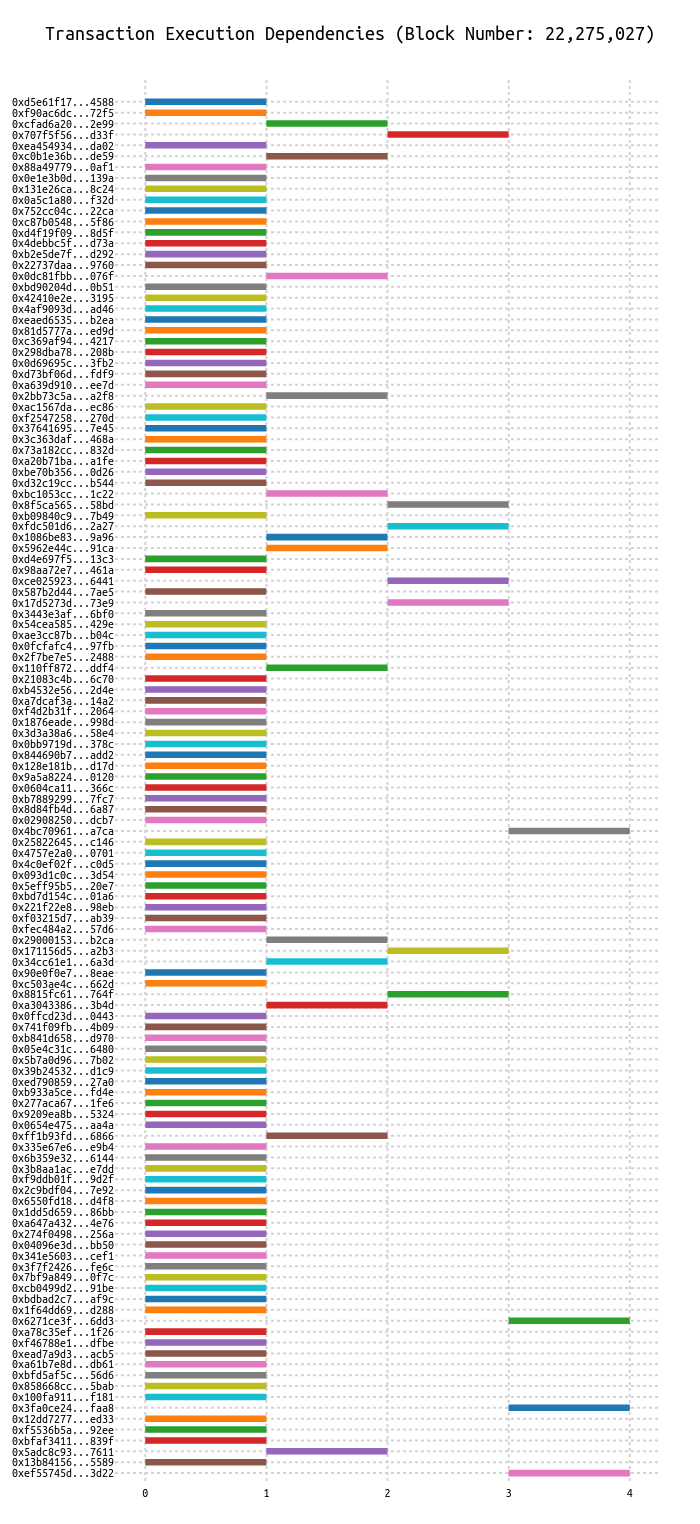 Transaction Execution Dependencies (Block Number: 22,275,027)
0xd5e61f17...4588
0xf90ac6dc...72f5
0xcfad6a20...2e99
0x707f5f56...d33f
0xea454934...da02
0xc0b1e36b...de59
0x88a49779...0af1
0x0e1e3b0d...139a
0x131e26ca...8c24
0x0a5c1a80...f32d
0x752cc04c...22ca
0xc87b0548...5f86
0xd4f19f09...8d5f
0x4debbc5f...d73a
0xb2e5de7f...d292
0x22737daa...9760
0x0dc81fbb...076f
0xbd90204d...0b51
0x42410e2e...3195
0x4af9093d...ad46
0xeaed6535...b2ea
0x81d5777a...ed9d
0xc369af94...4217
0x298dba78...208b
0x0d69695c...3fb2
0xd73bf06d...fdf9
0xa639d910...ee7d
0x2bb73c5a...a2f8
0xac1567da...ec86
0xf2547258...270d
0x37641695...7e45
0x3c363daf...468a
0x73a182cc...832d
0xa20b71ba...a1fe
0xbe70b356...0d26
0xd32c19cc...b544
0xbc1053cc...1c22
0x8f5ca565...58bd
0xb09840c9...7b49
0xfdc501d6...2a27
0x1086be83...9a96
0x5962e44c...91ca
0xd4e697f5...13c3
0x98aa72e7...461a
0xce025923...6441
0x587b2d44...7ae5
0x17d5273d...73e9
0x3443e3af...6bf0
0x54cea585...429e
0xae3cc87b...b04c
0x0fcfafc4...97fb
0x2f7be7e5...2488
0x110ff872...ddf4
0x21083c4b...6c70
0xb4532e56...2d4e
0xa7dcaf3a...14a2
0xf4d2b31f...2064
0x1876eade...998d
0x3d3a38a6...58e4
0x0bb9719d...378c
0x844690b7...add2
0x128e181b...d17d
0x9a5a8224...0120
0x0604ca11...366c
0xb7889299...7fc7
0x8d84fb4d...6a87
0x02908250...dcb7
0x4bc70961...a7ca
0x25822645...c146
0x4757e2a0...0701
0x4c0ef02f...c0d5
0x093d1c0c...3d54
0x5eff95b5...20e7
0xbd7d154c...01a6
0x221f22e8...98eb
0xf03215d7...ab39
0xfec484a2...57d6
0x29000153...b2ca
0x171156d5...a2b3
0x34cc61e1...6a3d
0x90e0f0e7...8eae
0xc503ae4c...662d
0x8815fc61...764f
0xa3043386...3b4d
0x0ffcd23d...0443
0x741f09fb...4b09
0xb841d658...d970
0x05e4c31c...6480
0x5b7a0d96...7b02
0x39b24532...d1c9
0xed790859...27a0
0xb933a5ce...fd4e
0x277aca67...1fe6
0x9209ea8b...5324
0x0654e475...aa4a
0xff1b93fd...6866
0x335e67e6...e9b4
0x6b359e32...6144
0x3b8aa1ac...e7dd
0xf9ddb01f...9d2f
0x2c9bdf04...7e92
0x6550fd18...d4f8
0x1dd5d659...86bb
0xa647a432...4e76
0x274f0498...256a
0x04096e3d...bb50
0x341e5603...cef1
0x3f7f2426...fe6c
0x7bf9a849...0f7c
0xcb0499d2...91be
0xbdbad2c7...af9c
0x1f64dd69...d288
0x6271ce3f...6dd3
0xa78c35ef...1f26
0xf46788e1...dfbe
0xead7a9d3...acb5
0xa61b7e8d...db61
0xbfd5af5c...56d6
0x858668cc...5bab
0x100fa911...f181
0x3fa0ce24...faa8
0x12dd7277...ed33
0xf5536b5a...92ee
0xbfaf3411...839f
0x5adc8c93...7611
0x13b84156...5589
0xef55745d...3d22
0 1 2 3 4